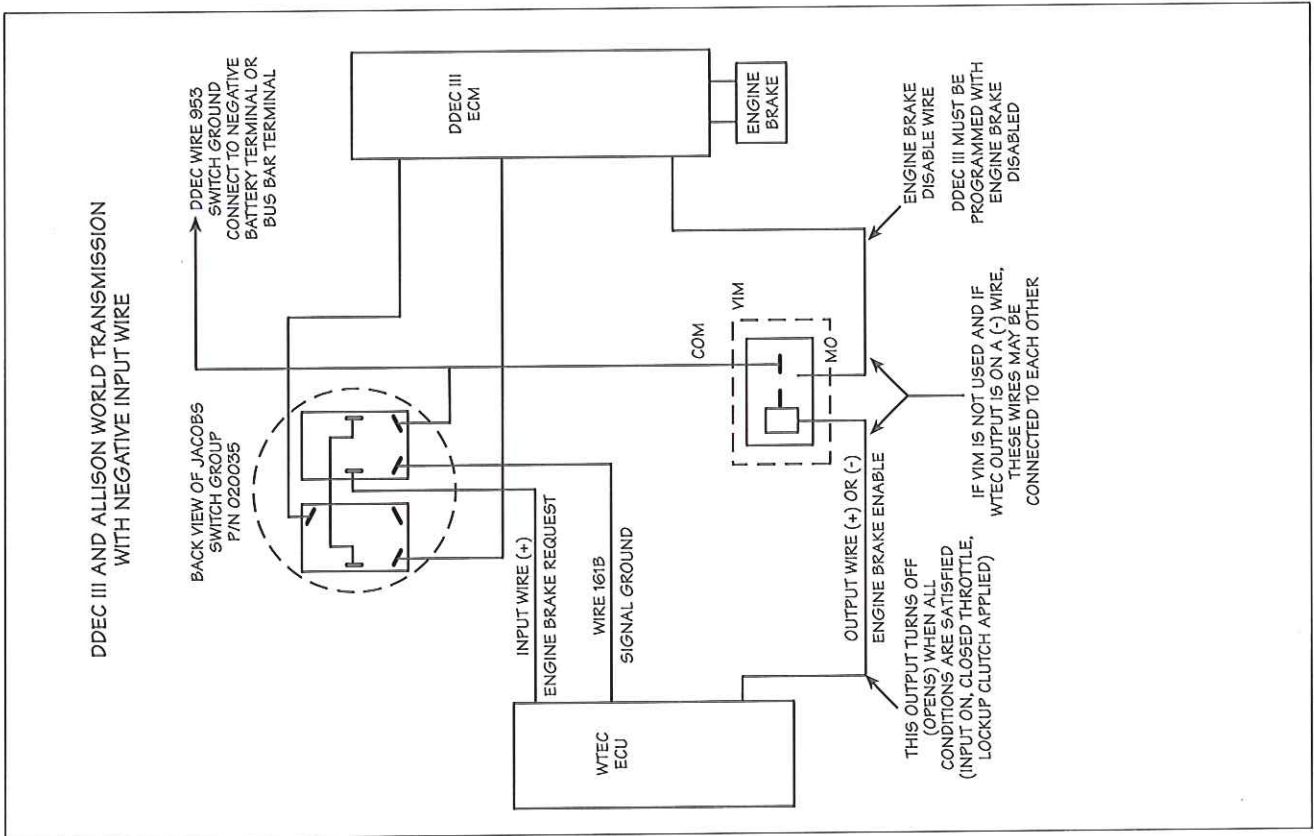 DDEC III AND ALLISON WORLD TRANSMISSION
WITH NEGATIVE INPUT WIRE
BACK VIEW OF JACOBS
SWITCH GROUP
P/N 020035
DDEC WIRE 953
SWITCH GROUND
CONNECT TO NEGATIVE
BATTERY TERMINAL OR
BUS BAR TERMINAL
DDEC III
ECM
ENGINE
BRAKE
INPUT WIRE (+)
ENGINE BRAKE REQUEST
WIRE 161B
SIGNAL GROUND
WTEC
ECU
COM
VIM
MO
OUTPUT WIRE (+) OR (-)
ENGINE BRAKE ENABLE
ENGINE BRAKE
DISABLE WIRE
DDEC III MUST BE
PROGRAMMED WITH
ENGINE BRAKE
DISABLED
THIS OUTPUT TURNS OFF
(OPENS) WHEN ALL
CONDITIONS ARE SATISFIED
(INPUT ON, CLOSED THROTTLE,
LOCKUP CLUTCH APPLIED)
IF VIM IS NOT USED AND IF
WTEC OUTPUT IS ON A (-) WIRE,
THESE WIRES MAY BE
CONNECTED TO EACH OTHER